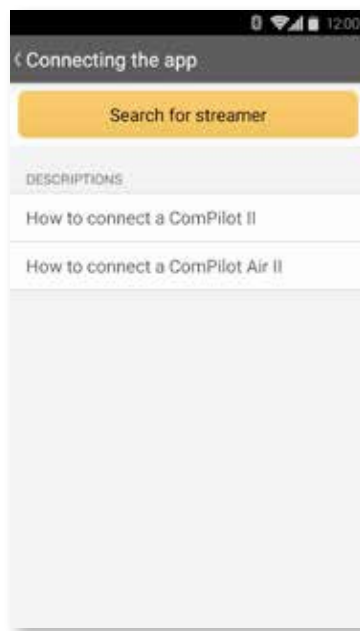 12:00
Connecting the app
Search for streamer
DESCRIPTIONS
How to connect a ComPilot II
How to connect a ComPilot Air II